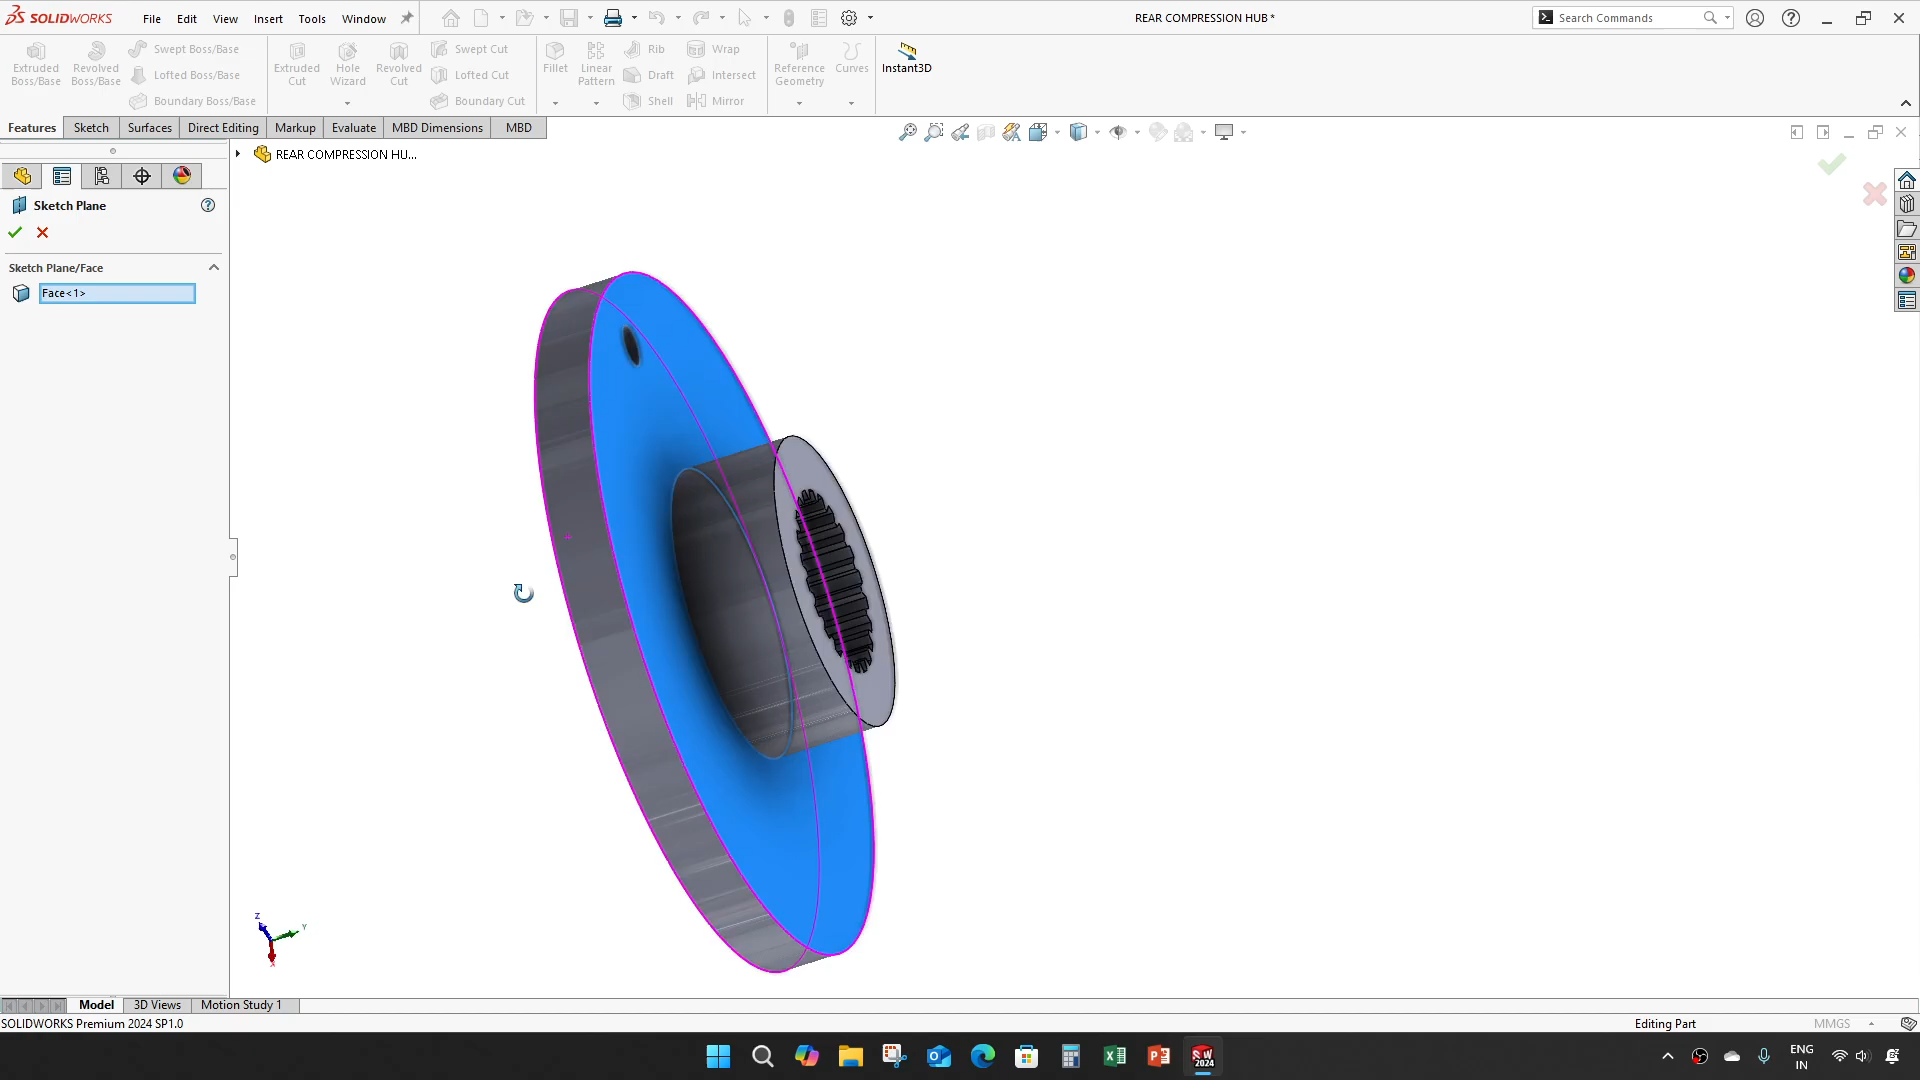 SOLIDWORKS File Edit View Insert Tools Window REAR COMPRESSION HUB * Search Commands
Extruded Boss/Base
Revolved Boss/Base
Swept Boss/Base
Lofted Boss/Base
Boundary Boss/Base
Extruded Cut
Hole Wizard
Revolved Cut
Swept Cut
Lofted Cut
Boundary Cut
Fillet
Linear Pattern
Rib
Draft
Shell
Wrap
Intersect
Mirror
Reference Geometry
Curves
Instant3D
Features Sketch Surfaces Direct Editing Markup Evaluate MBD Dimensions MBD
REAR COMPRESSION HU...
Sketch Plane
Sketch Plane/Face
Face<1>
Z
Y
X
Model 3D Views Motion Study 1
SOLIDWORKS Premium 2024 SP1.0 Editing Part MMGS
SW 2024
ENG
IN